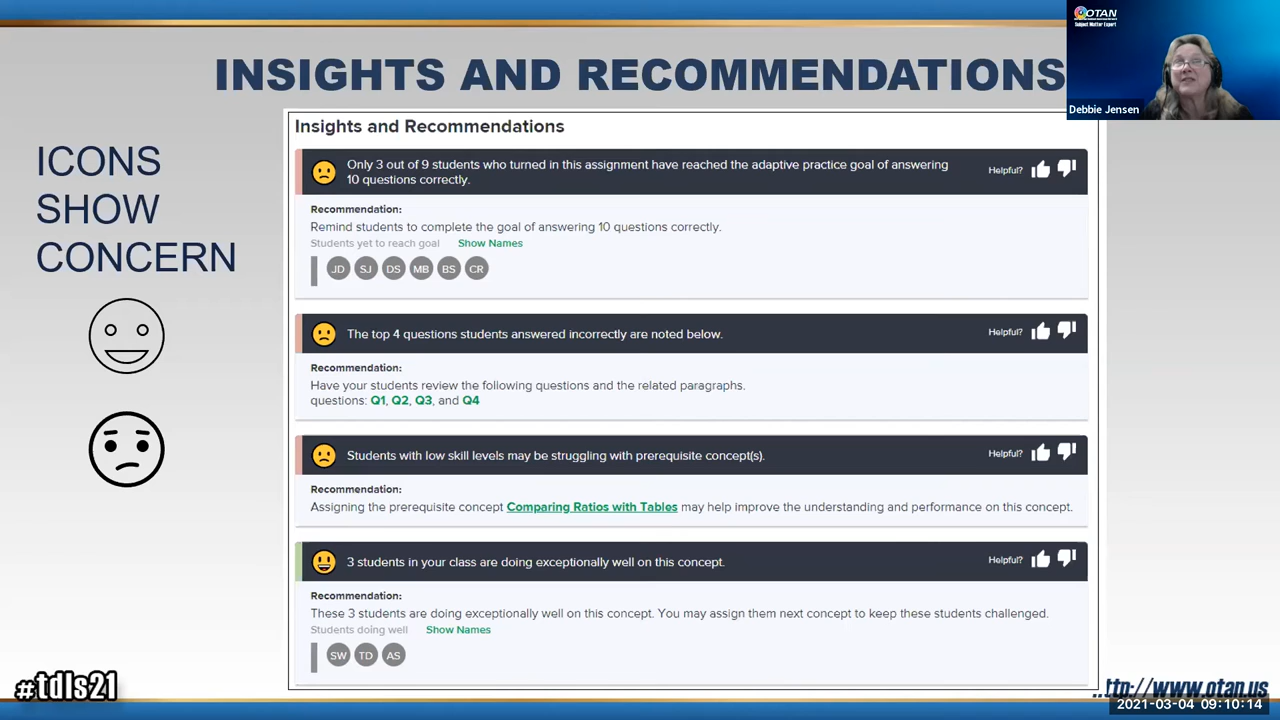 INSIGHTS AND RECOMMENDATIONS
OTAN
Subject Matter Expert
Debbie Jensen
ICONS
SHOW
CONCERN
Insights and Recommendations
Only 3 out of 9 students who turned in this assignment have reached the adaptive practice goal of answering
10 questions correctly.
Helpful?
Recommendation:
Remind students to complete the goal of answering 10 questions correctly.
Students yet to reach goal Show Names
JD SJ DS MB BS CR
The top 4 questions students answered incorrectly are noted below.
Helpful?
Recommendation:
Have your students review the following questions and the related paragraphs.
questions: Q1, Q2, Q3, and Q4
Students with low skill levels may be struggling with prerequisite concept(s).
Helpful?
Recommendation:
Assigning the prerequisite concept Comparing Ratios with Tables may help improve the understanding and performance on this concept.
3 students in your class are doing exceptionally well on this concept.
Helpful?
Recommendation:
These 3 students are doing exceptionally well on this concept. You may assign them next concept to keep these students challenged.
Students doing well Show Names
SW TD AS
#tdls21
ttp://www.otan.us
2021-03-04 09:10:14